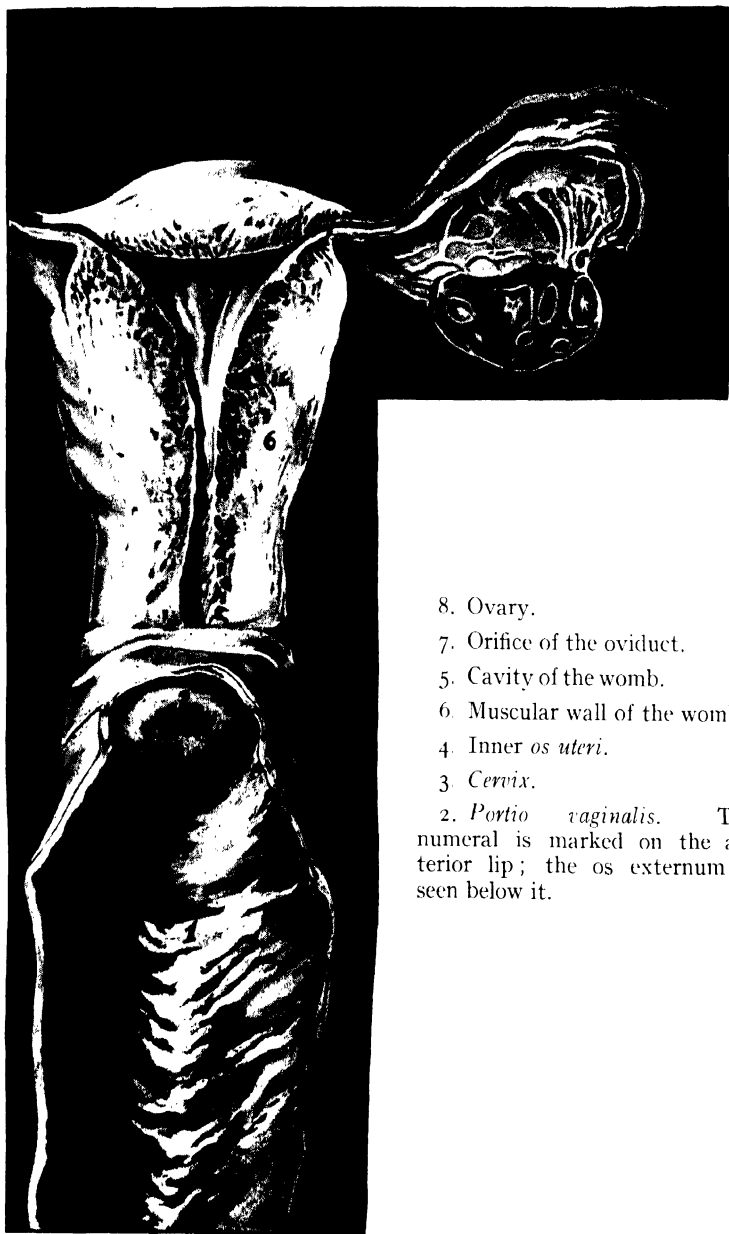 6
8. Ovary.
7. Orifice of the oviduct.
5. Cavity of the womb.
6. Muscular wall of the wom
4. Inner os uteri.
3. Cervix.
2. Portio vaginalis. T
numeral is marked on the a
terior lip; the os externum
seen below it.